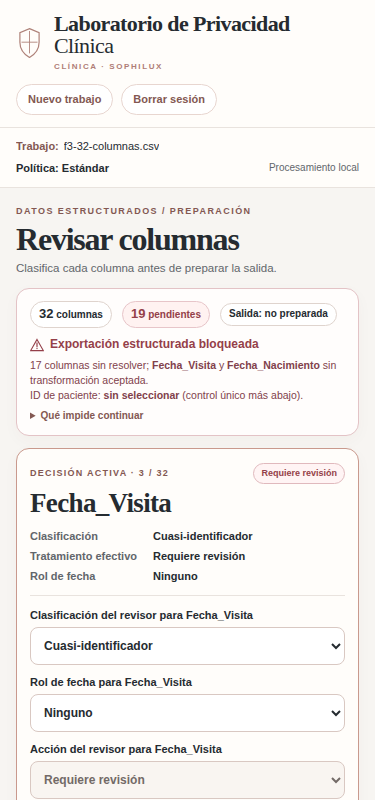 Laboratorio de Privacidad
Clínica
CLÍNICA · SOPHILUX
Nuevo trabajo
Borrar sesión
Trabajo: f3-32-columnas.csv
Política: Estándar
Procesamiento local
DATOS ESTRUCTURADOS / PREPARACIÓN
Revisar columnas
Clasifica cada columna antes de preparar la salida.
32 columnas
19 pendientes
Salida: no preparada
Exportación estructurada bloqueada
17 columnas sin resolver; Fecha_Visita y Fecha_Nacimiento sin
transformación aceptada.
ID de paciente: sin seleccionar (control único más abajo).
Qué impide continuar
DECISIÓN ACTIVA · 3 / 32
Requiere revisión
Fecha_Visita
Clasificación Cuasi-identificador
Tratamiento efectivo Requiere revisión
Rol de fecha Ninguno
Clasificación del revisor para Fecha_Visita
Cuasi-identificador
Rol de fecha para Fecha_Visita
Ninguno
Acción del revisor para Fecha_Visita
Requiere revisión